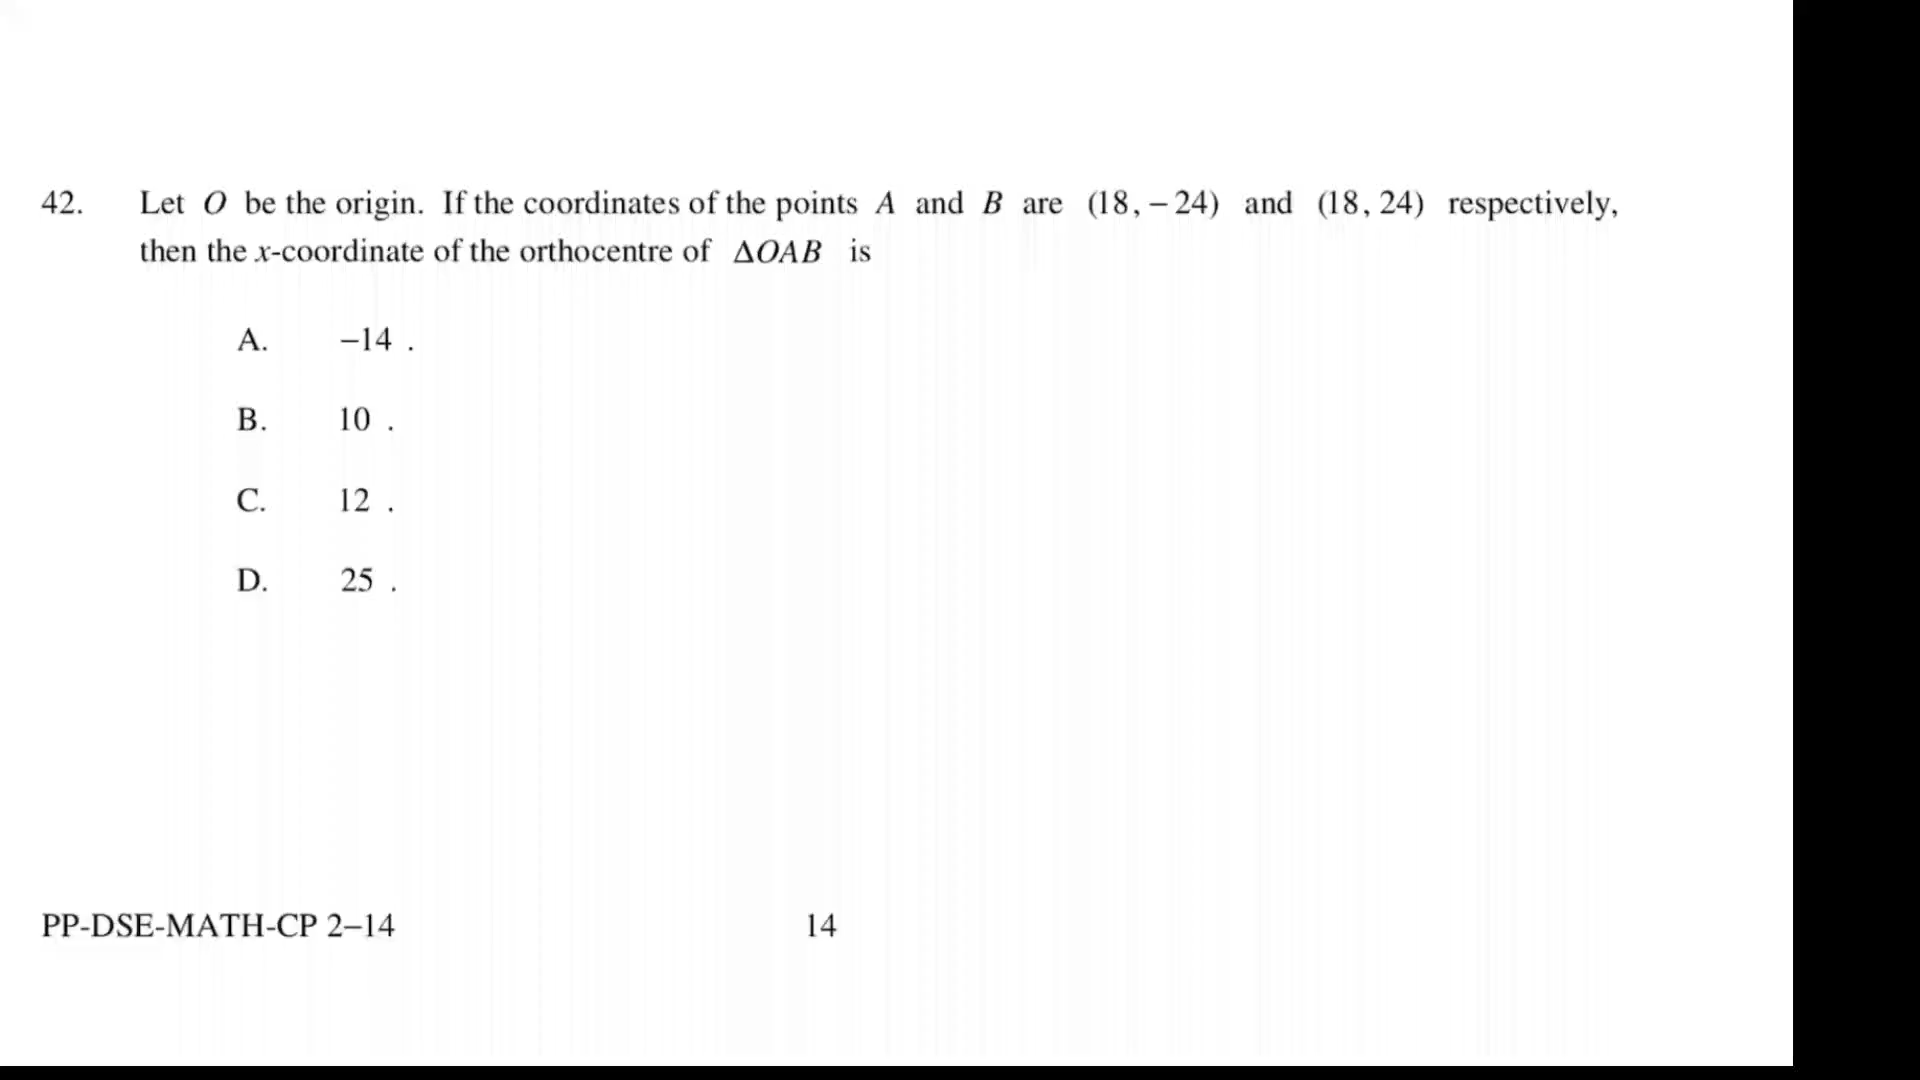 42. Let O be the origin. If the coordinates of the points A and B are (18, – 24) and (18, 24) respectively,
then the x-coordinate of the orthocentre of ΔOAB is
A. –14 .
B. 10 .
C. 12 .
D. 25 .
PP-DSE-MATH-CP 2–14 14